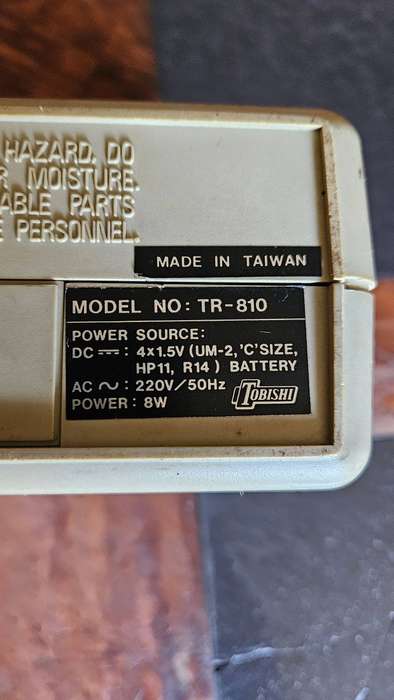 HAZARD. DO
R MOISTURE.
ABLE PARTS
E PERSONNEL.
MADE IN TAIWAN
MODEL NO: TR-810
POWER SOURCE:
DC ⎓ : 4x1.5V (UM-2, 'C' SIZE,
HP11, R14 ) BATTERY
AC ∿ : 220V/50Hz
POWER: 8W
TOBISHI